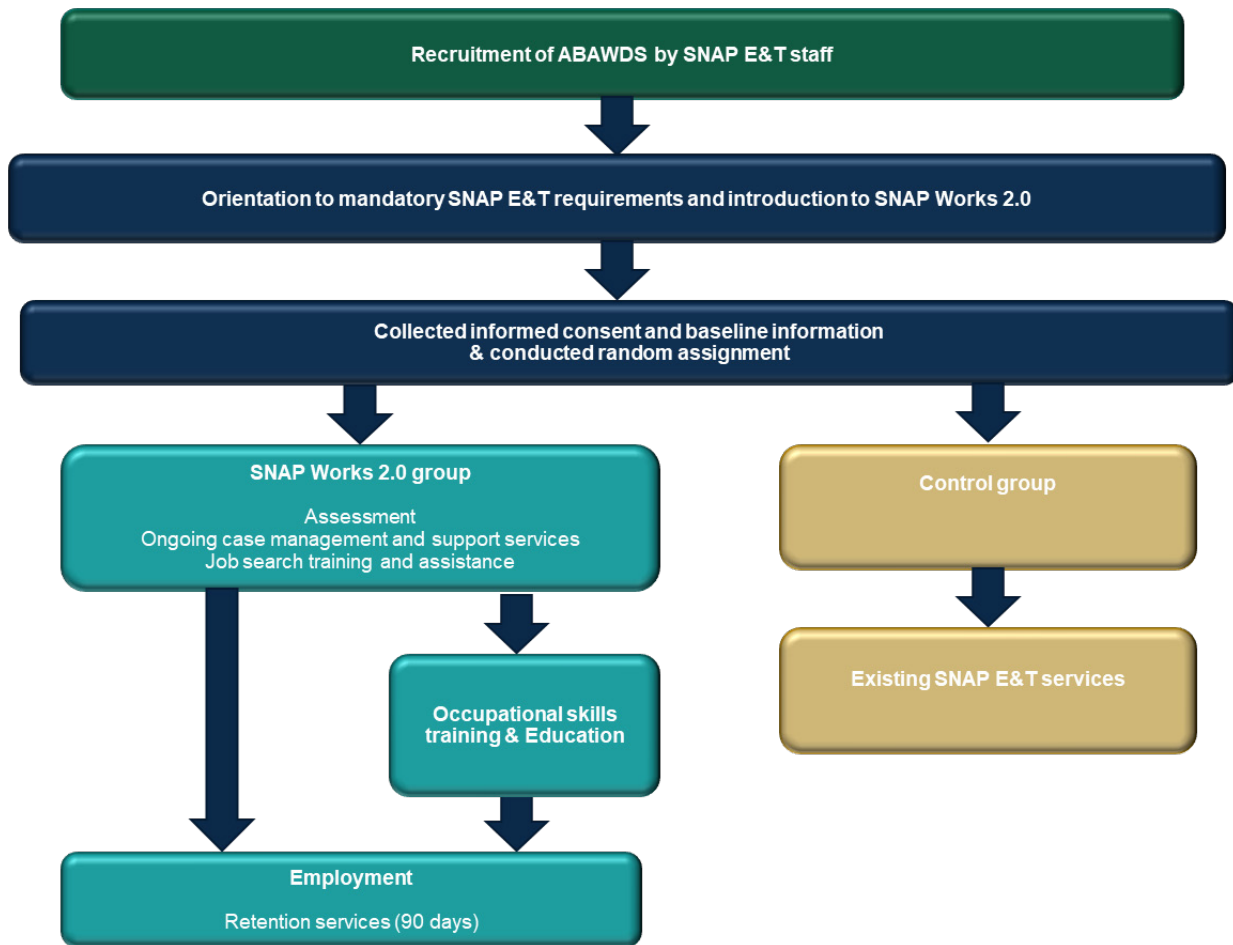 Recruitment of ABAWDS by SNAP E&T staff
Orientation to mandatory SNAP E&T requirements and introduction to SNAP Works 2.0
Collected informed consent and baseline information
& conducted random assignment
SNAP Works 2.0 group
Assessment
Ongoing case management and support services
Job search training and assistance
Control group
Occupational skills
training & Education
Existing SNAP E&T services
Employment
Retention services (90 days)